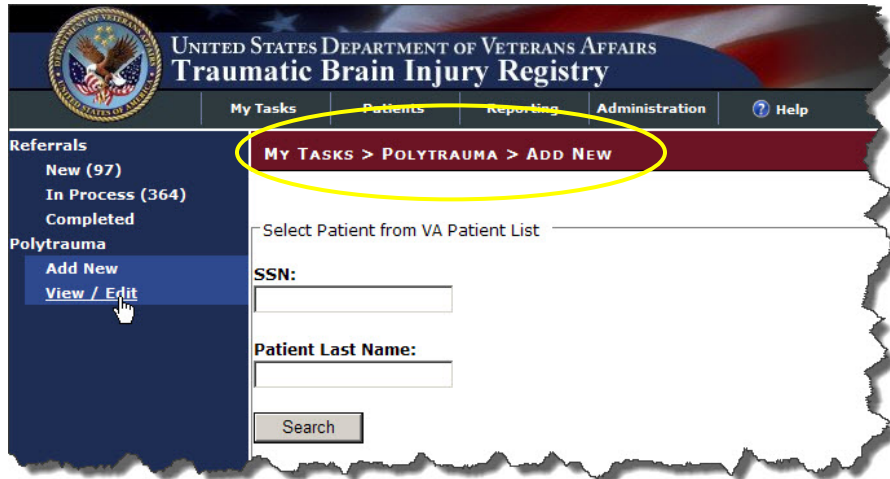 UNITED STATES DEPARTMENT OF VETERANS AFFAIRS
Traumatic Brain Injury Registry
My Tasks Patients Reporting Administration ? Help
Referrals
New (97)
In Process (364)
Completed
Polytrauma
Add New
View / Edit
MY TASKS > POLYTRAUMA > ADD NEW
Select Patient from VA Patient List
SSN:
Patient Last Name:
Search